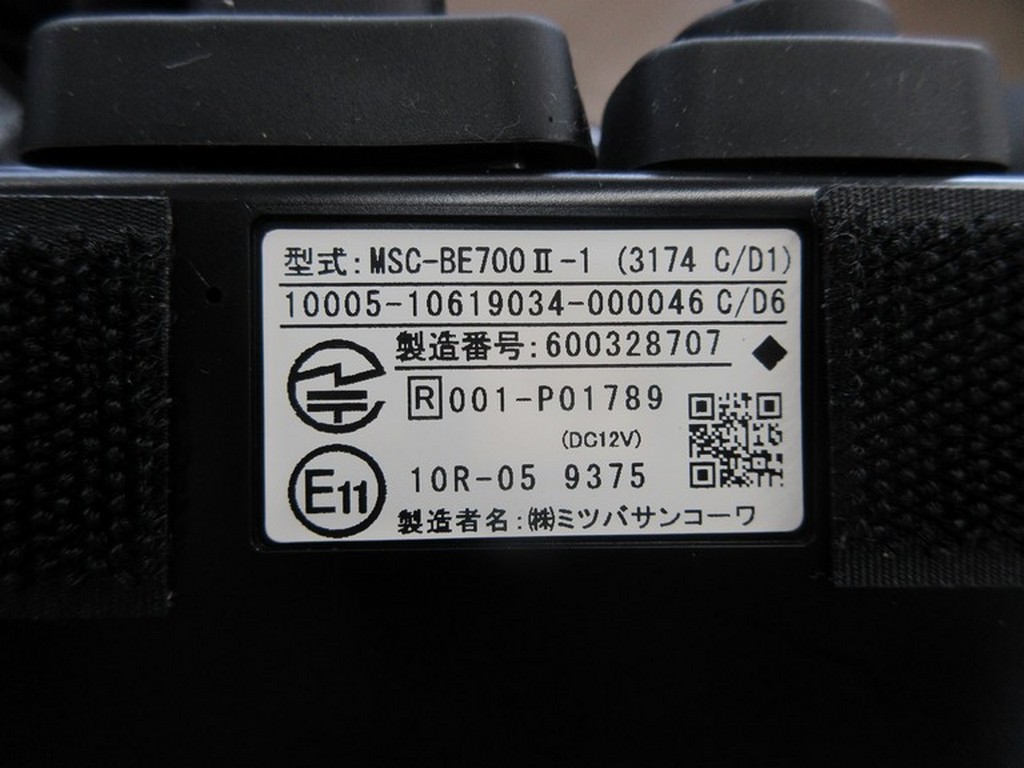 型式:MSC-BE700Ⅱ-1 (3174 C/D1)
10005-10619034-000046 C/D6
製造番号:600328707
R 001-P01789
(DC12V)
E11 10R-05 9375
製造者名:㈱ミツバサンコーワ